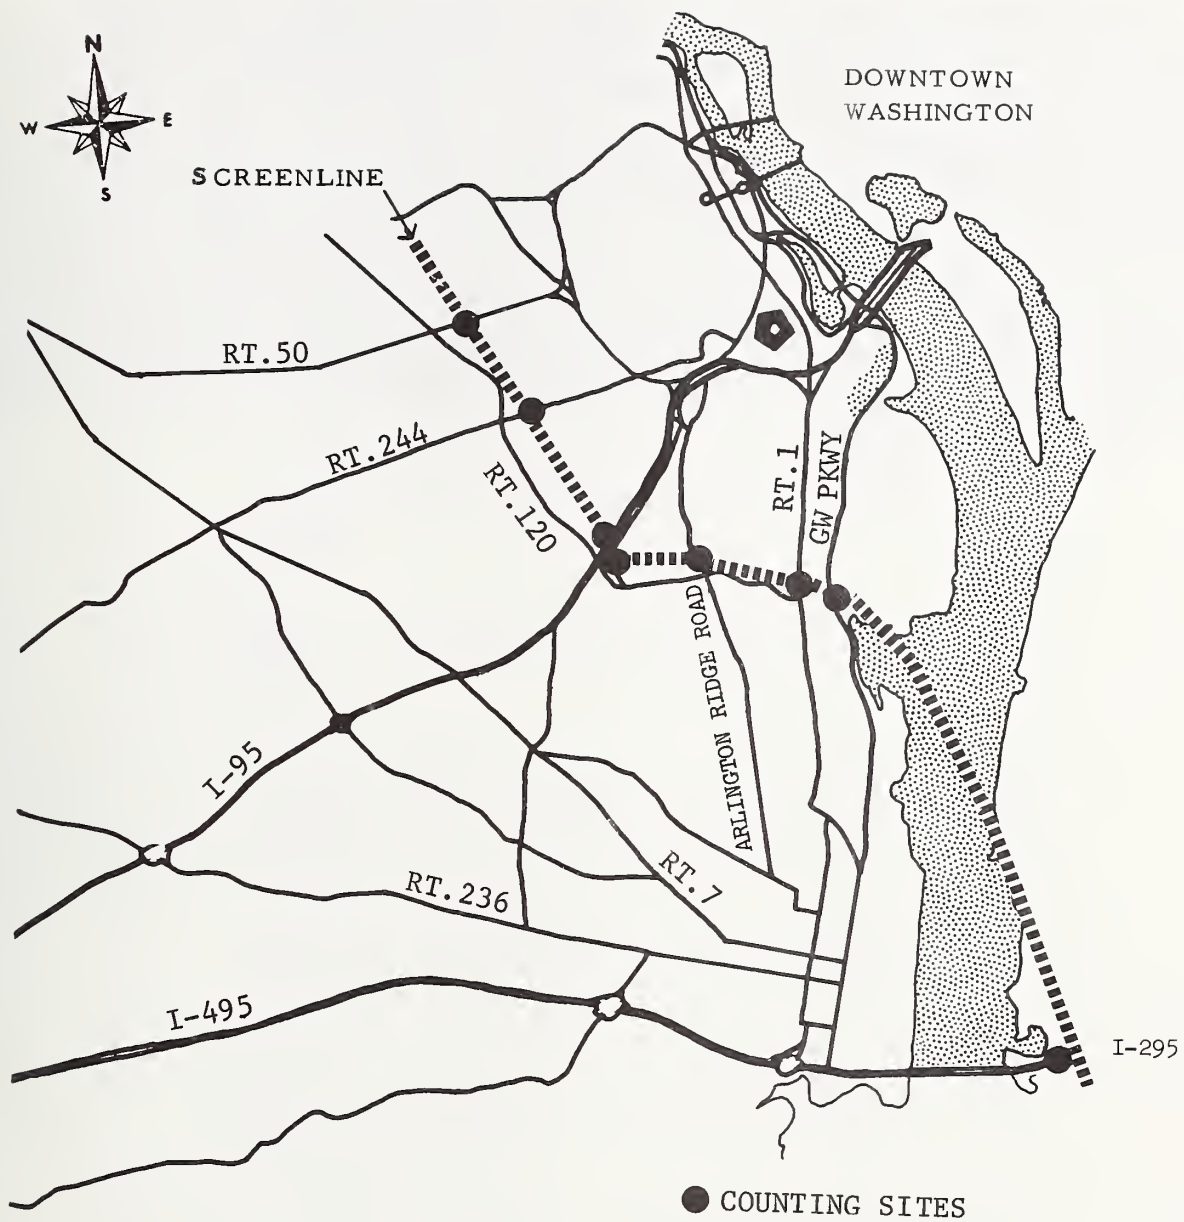 N
W
E
S
DOWNTOWN
WASHINGTON
SCREENLINE
RT.50
RT.244
RT.120
RT.1
GW PKWY
ARLINGTON RIDGE ROAD
I-95
RT.7
RT.236
I-495
I-295
COUNTING SITES